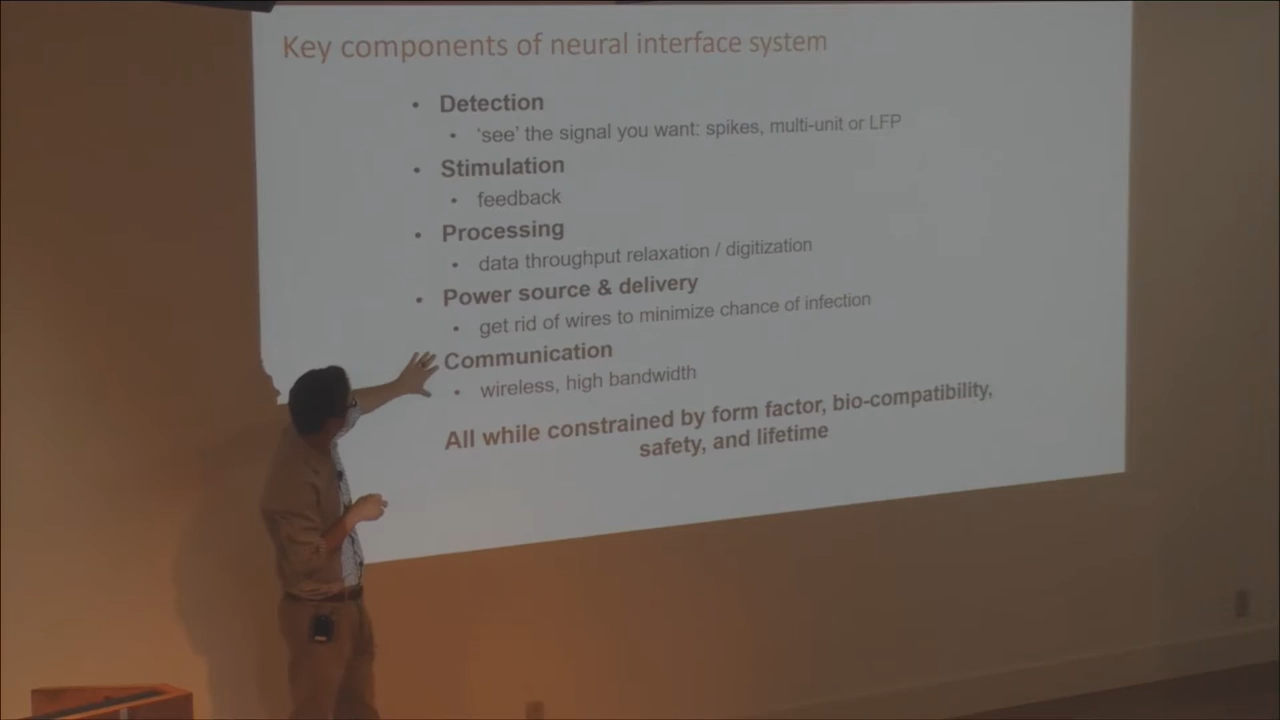 Key components of neural interface system
• Detection
• ‘see’ the signal you want: spikes, multi-unit or LFP
• Stimulation
• feedback
• Processing
• data throughput relaxation / digitization
• Power source & delivery
• get rid of wires to minimize chance of infection
Communication
• wireless, high bandwidth
All while constrained by form factor, bio-compatibility,
safety, and lifetime